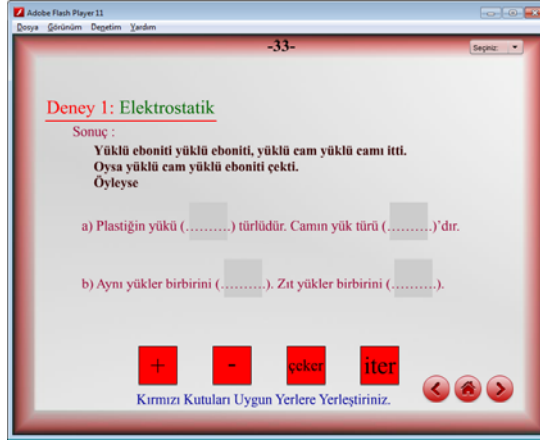 Adobe Flash Player 11
Dosya Görünüm Denetim Yardım
-33-
Seçiniz:
Deney 1: Elektrostatik
Sonuç :
Yüklü eboniti yüklü eboniti, yüklü cam yüklü camı itti.
Oysa yüklü cam yüklü eboniti çekti.
Öyleyse
a) Plastiğin yükü (.........) türlüdür. Camın yük türü (.........)’dır.
b) Aynı yükler birbirini (.........). Zıt yükler birbirini (.........).
+ - çeker iter
Kırmızı Kutuları Uygun Yerlere Yerleştiriniz.